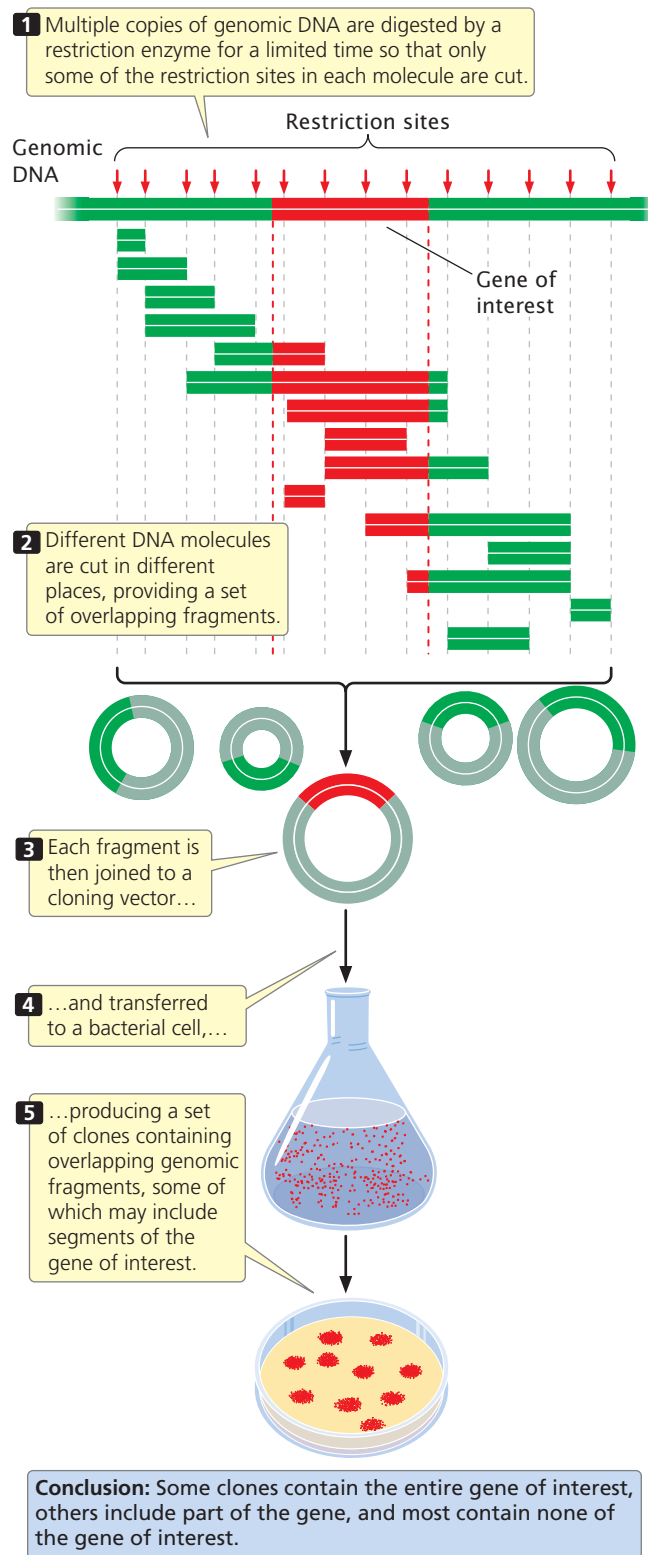 1 Multiple copies of genomic DNA are digested by a
restriction enzyme for a limited time so that only
some of the restriction sites in each molecule are cut.
Restriction sites
Genomic
DNA
Gene of
interest
2 Different DNA molecules
are cut in different
places, providing a set
of overlapping fragments.
3 Each fragment is
then joined to a
cloning vector…
4 …and transferred
to a bacterial cell,…
5 …producing a set
of clones containing
overlapping genomic
fragments, some of
which may include
segments of the
gene of interest.
Conclusion: Some clones contain the entire gene of interest,
others include part of the gene, and most contain none of
the gene of interest.